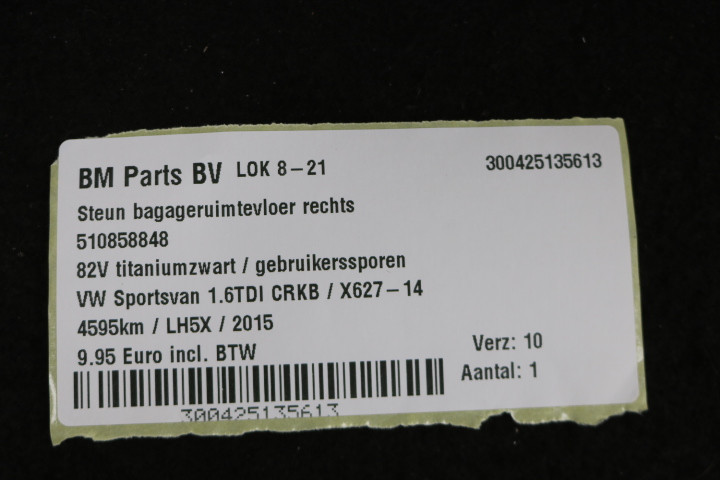 BM Parts BV LOK 8-21 300425135613
Steun bagageruimtevloer rechts
510858848
82V titaniumzwart / gebruikerssporen
VW Sportsvan 1.6TDI CRKB / X627-14
4595km / LH5X / 2015
9.95 Euro incl. BTW
Verz: 10
Aantal: 1
300425135613